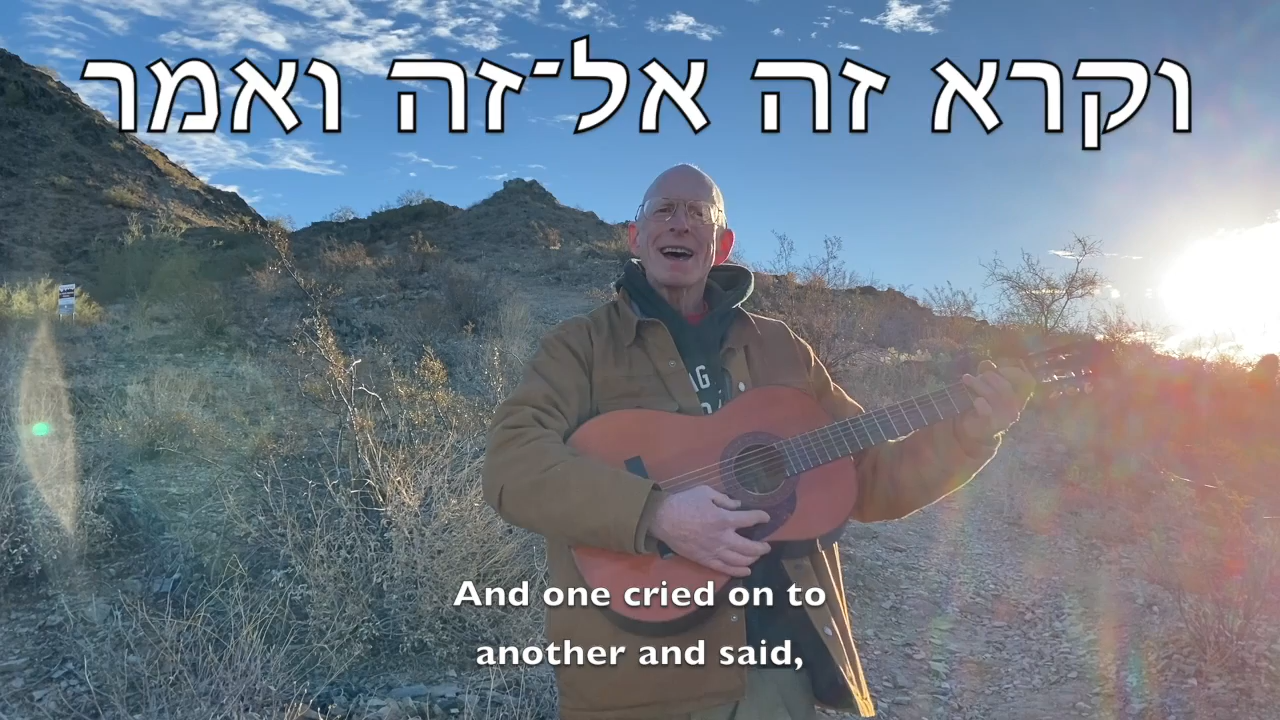 וקרא זה אל־זה ואמר
And one cried on to
another and said,